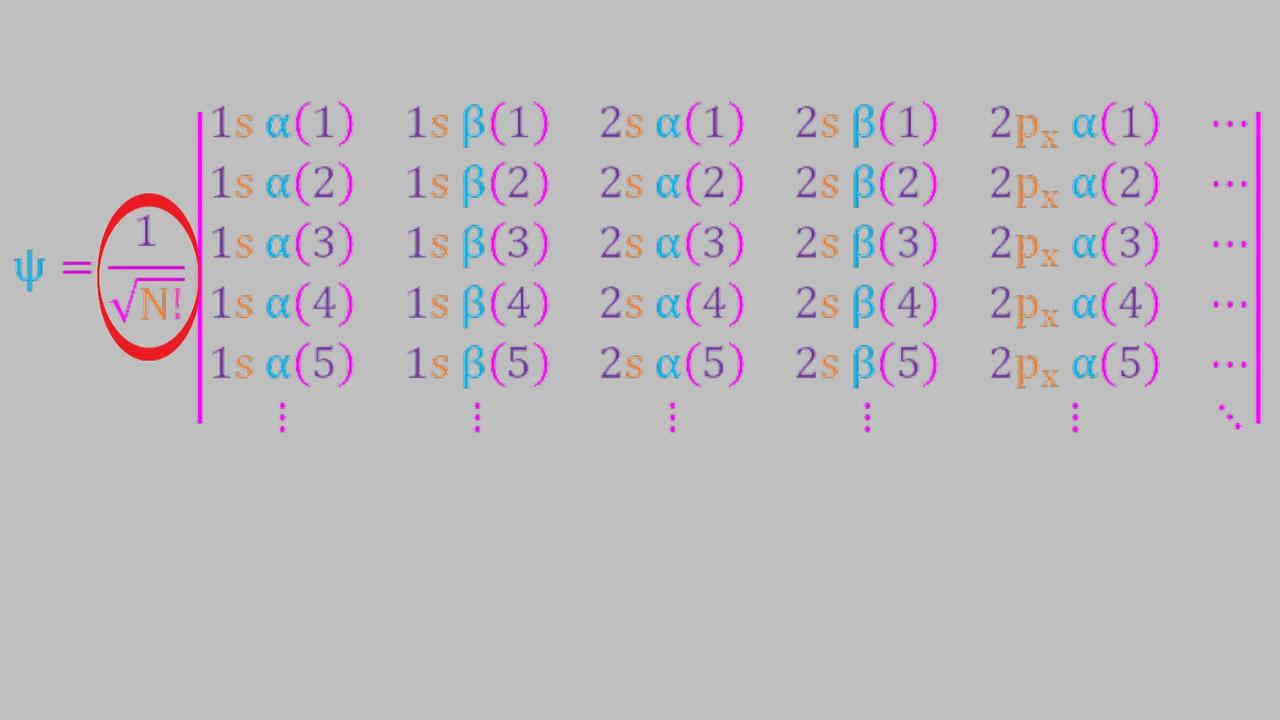 1s α(1) 1s β(1) 2s α(1) 2s β(1) 2pₓ α(1) ⋯
1s α(2) 1s β(2) 2s α(2) 2s β(2) 2pₓ α(2) ⋯
ψ = 1/√N! 1s α(3) 1s β(3) 2s α(3) 2s β(3) 2pₓ α(3) ⋯
1s α(4) 1s β(4) 2s α(4) 2s β(4) 2pₓ α(4) ⋯
1s α(5) 1s β(5) 2s α(5) 2s β(5) 2pₓ α(5) ⋯
⋮ ⋮ ⋮ ⋮ ⋮ ⋱